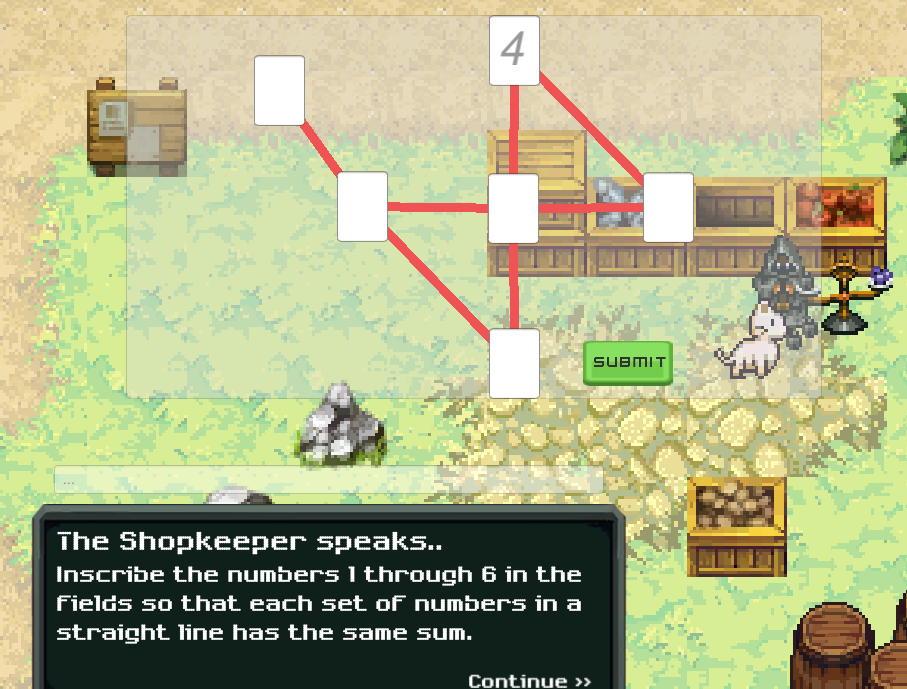 4
SUBMIT
...
The Shopkeeper speaks..
Inscribe the numbers 1 through 6 in the
fields so that each set of numbers in a
straight line has the same sum.
Continue >>